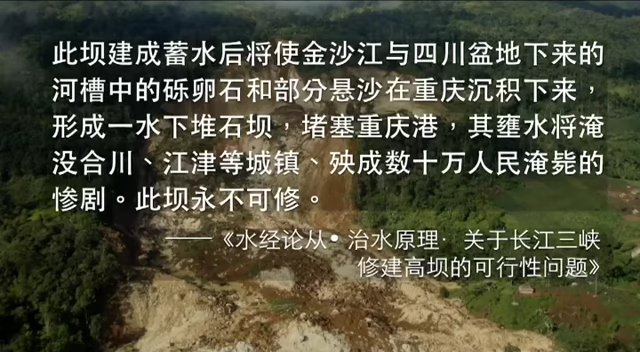 此坝建成蓄水后将使金沙江与四川盆地下来的
河槽中的砾卵石和部分悬沙在重庆沉积下来，
形成一水下堆石坝，堵塞重庆港，其壅水将淹
没合川、江津等城镇、殃成数十万人民淹毙的
惨剧。此坝永不可修。
——《水经论从•治水原理·关于长江三峡
修建高坝的可行性问题》